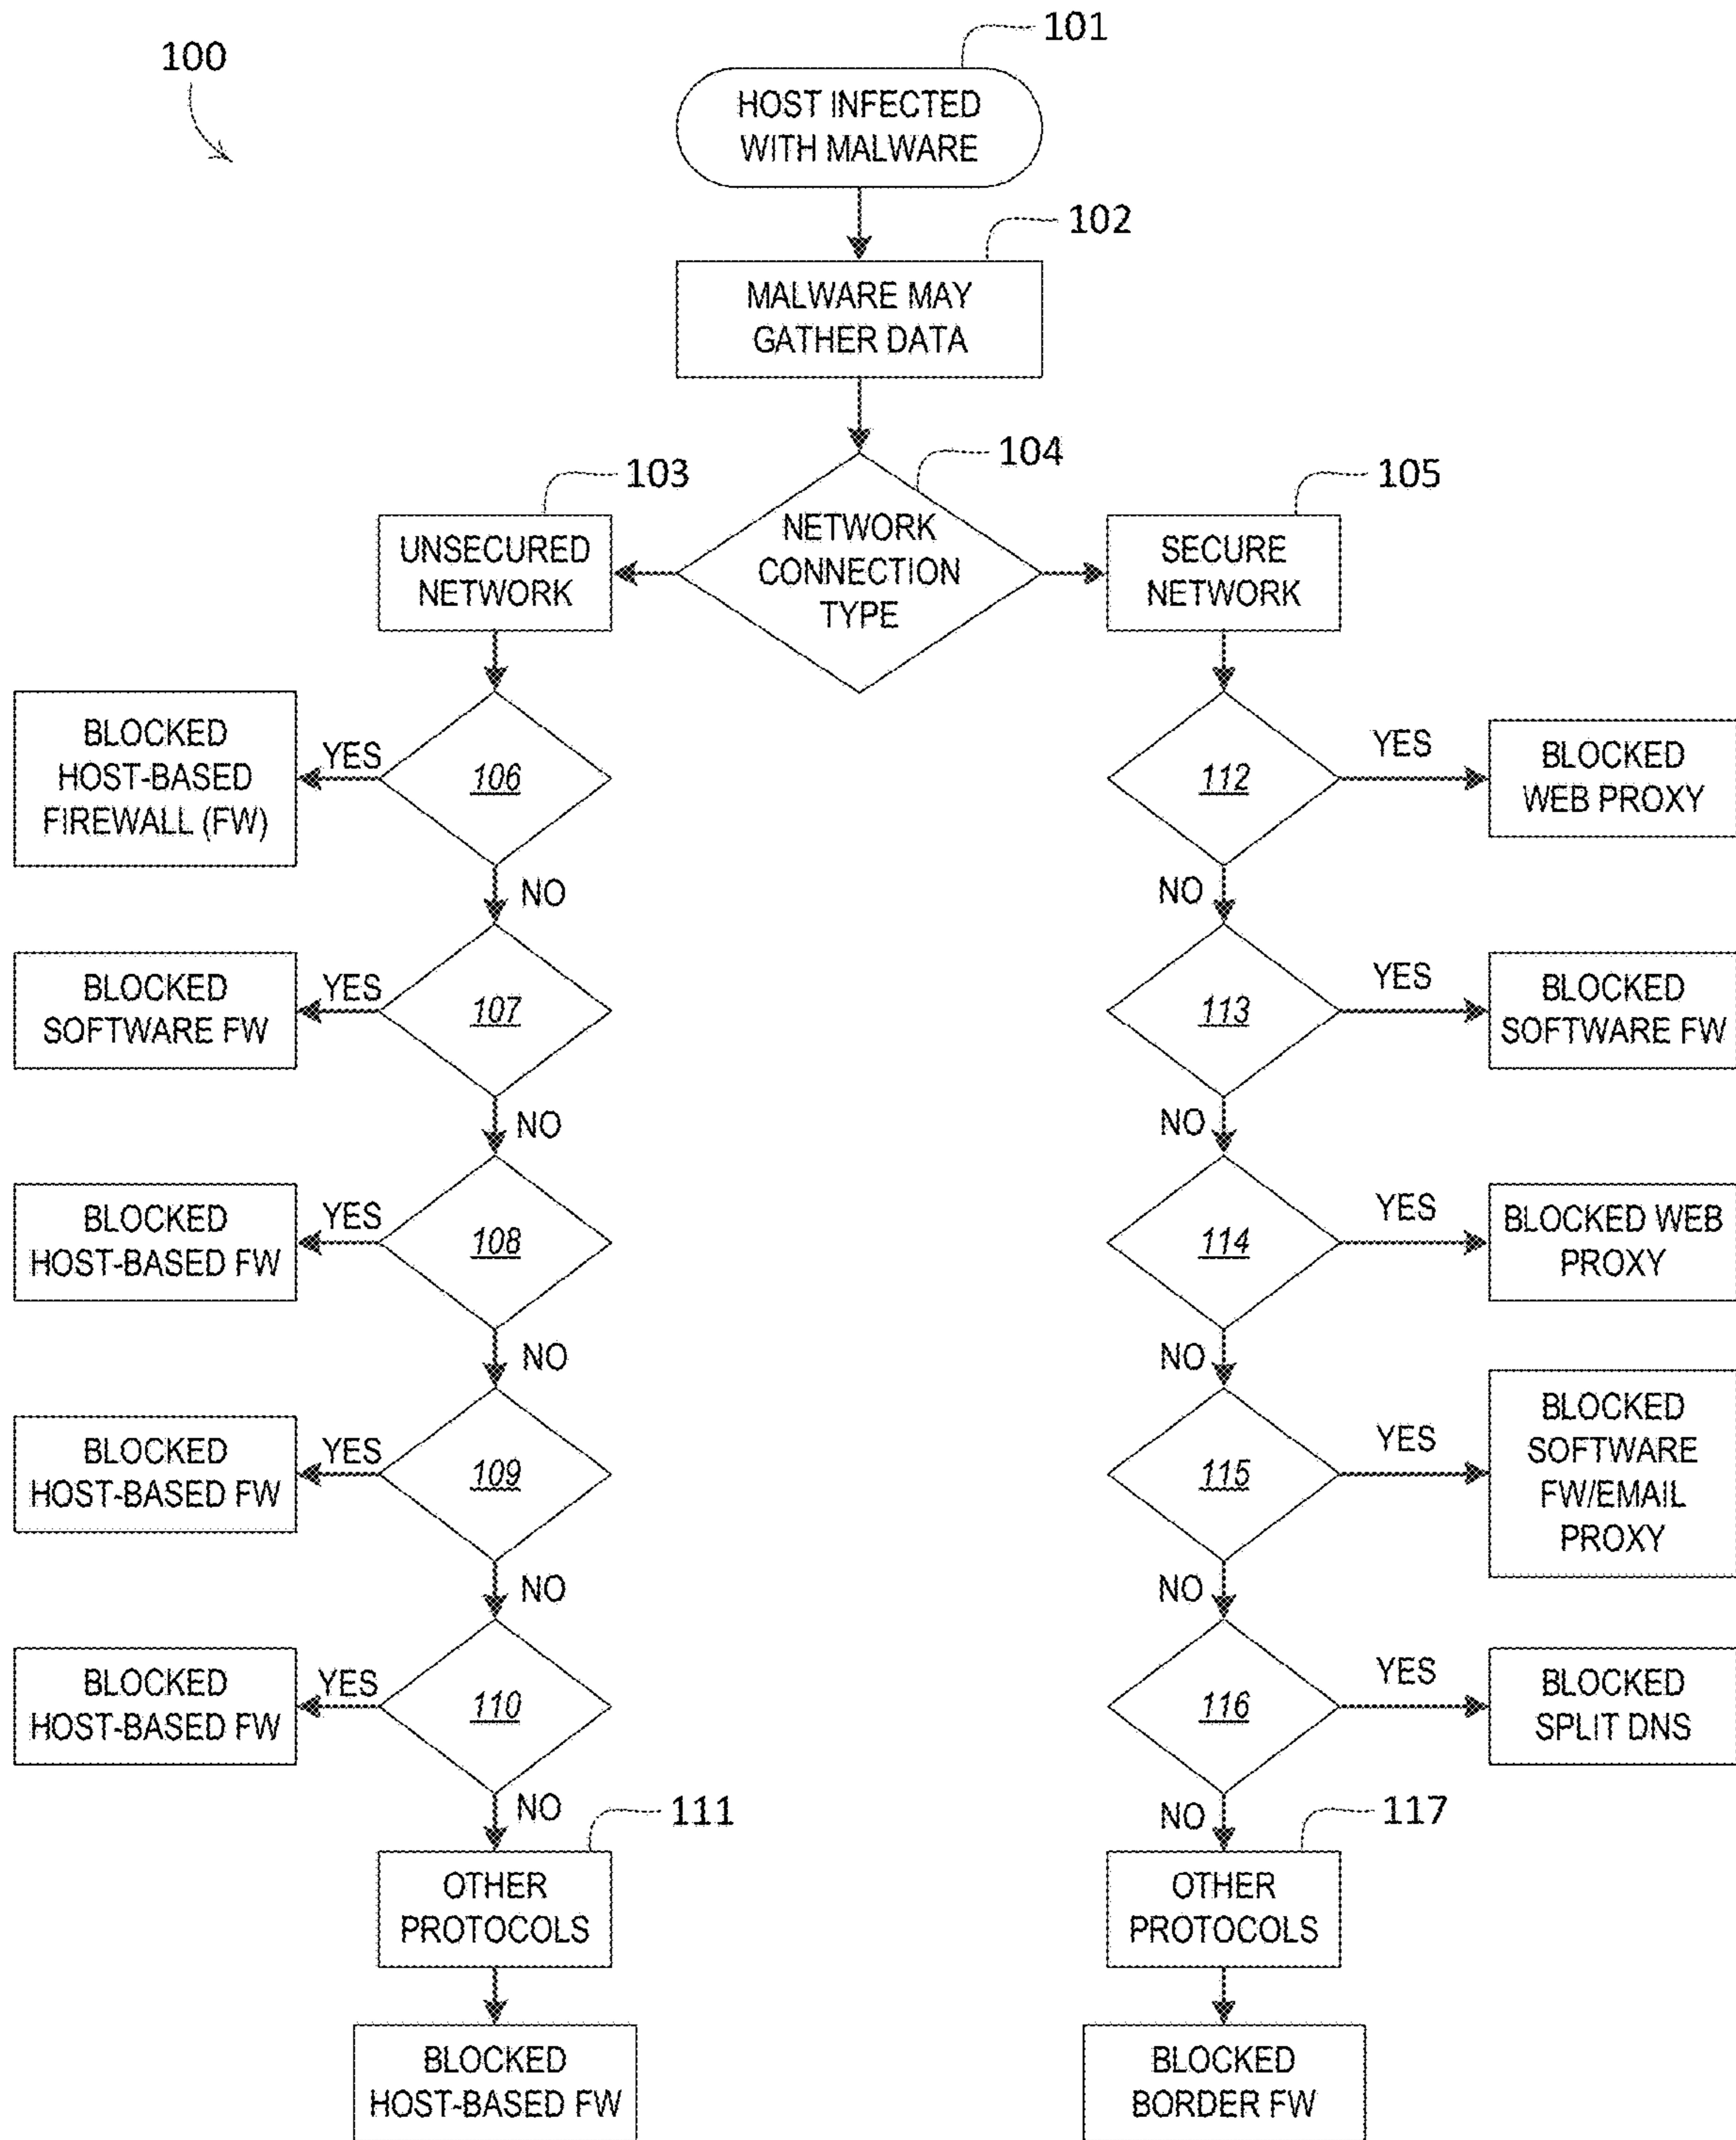 100
101
HOST INFECTED
WITH MALWARE
102
MALWARE MAY
GATHER DATA
103
104
105
UNSECURED
NETWORK
NETWORK
CONNECTION
TYPE
SECURE
NETWORK
BLOCKED
HOST-BASED
FIREWALL (FW)
YES
106
112
YES
BLOCKED
WEB PROXY
NO
NO
BLOCKED
SOFTWARE FW
YES
107
113
YES
BLOCKED
SOFTWARE FW
NO
NO
BLOCKED
HOST-BASED FW
YES
108
114
YES
BLOCKED WEB
PROXY
NO
NO
BLOCKED
HOST-BASED FW
YES
109
115
YES
BLOCKED
SOFTWARE
FW/EMAIL
PROXY
NO
NO
BLOCKED
HOST-BASED FW
YES
110
116
YES
BLOCKED
SPLIT DNS
NO
111
NO
117
OTHER
PROTOCOLS
OTHER
PROTOCOLS
BLOCKED
HOST-BASED FW
BLOCKED
BORDER FW